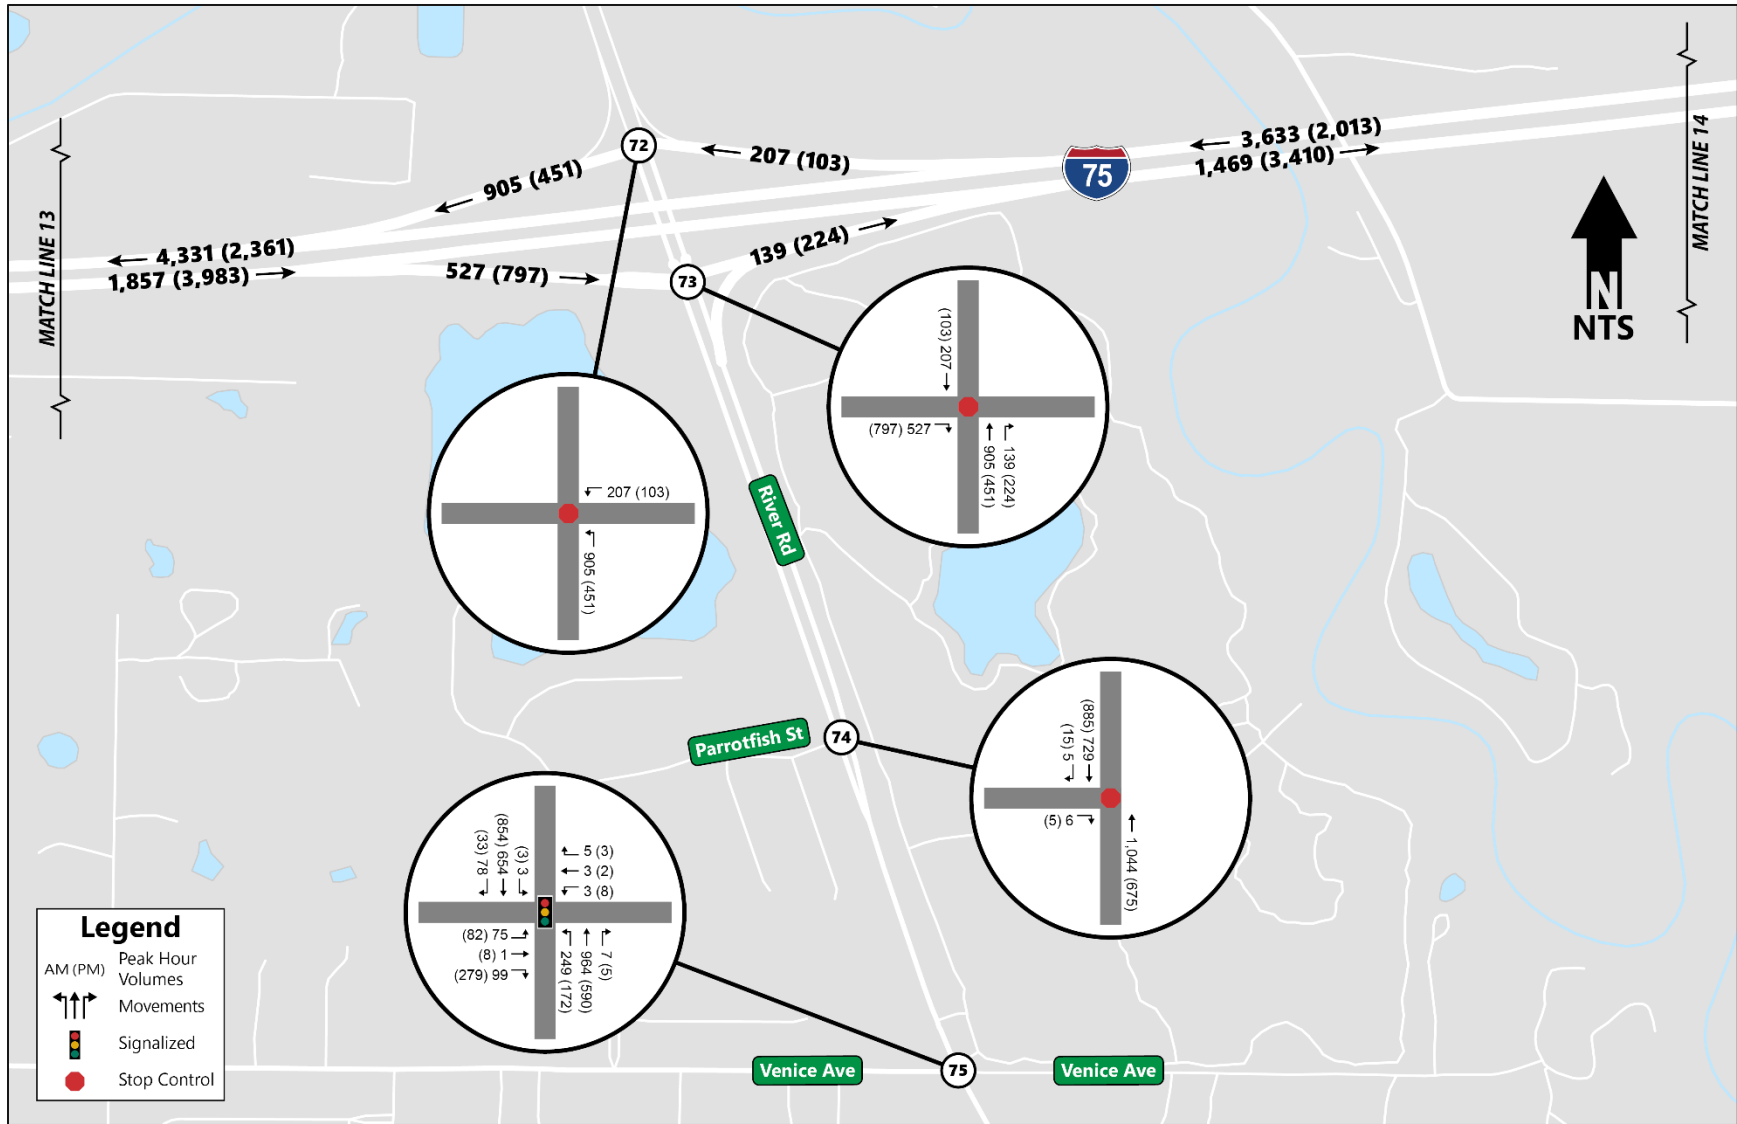 72
207 (103)
3,633 (2,013)
1,469 (3,410)
75
MATCH LINE 14
905 (451)
MATCH LINE 13
4,331 (2,361)
1,857 (3,983)
527 (797)
73
139 (224)
N
NTS
(103) 207
(797) 527
905 (451)
139 (224)
207 (103)
905 (451)
River Rd
Parrotfish St
74
(885) 729
(15) 5
(5) 6
1,044 (675)
(33) 78
(854) 654
(3) 3
5 (3)
3 (2)
3 (8)
(82) 75
(8) 1
(279) 99
249 (172)
964 (590)
7 (5)
Legend
AM (PM)
Peak Hour
Volumes
Movements
Signalized
Stop Control
Venice Ave
75
Venice Ave